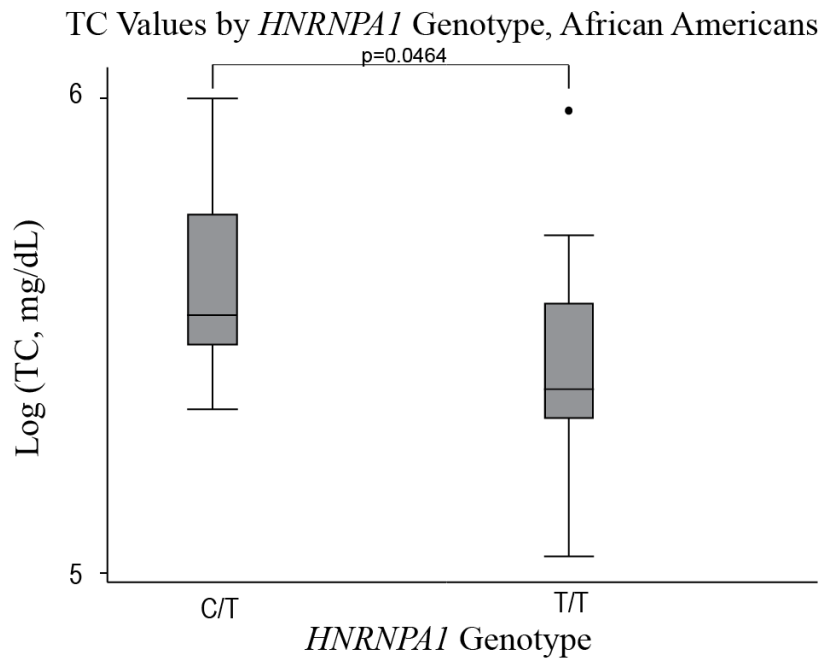 TC Values by HNRNPA1 Genotype, African Americans
p=0.0464
6
Log (TC, mg/dL)
5
C/T
T/T
HNRNPA1 Genotype